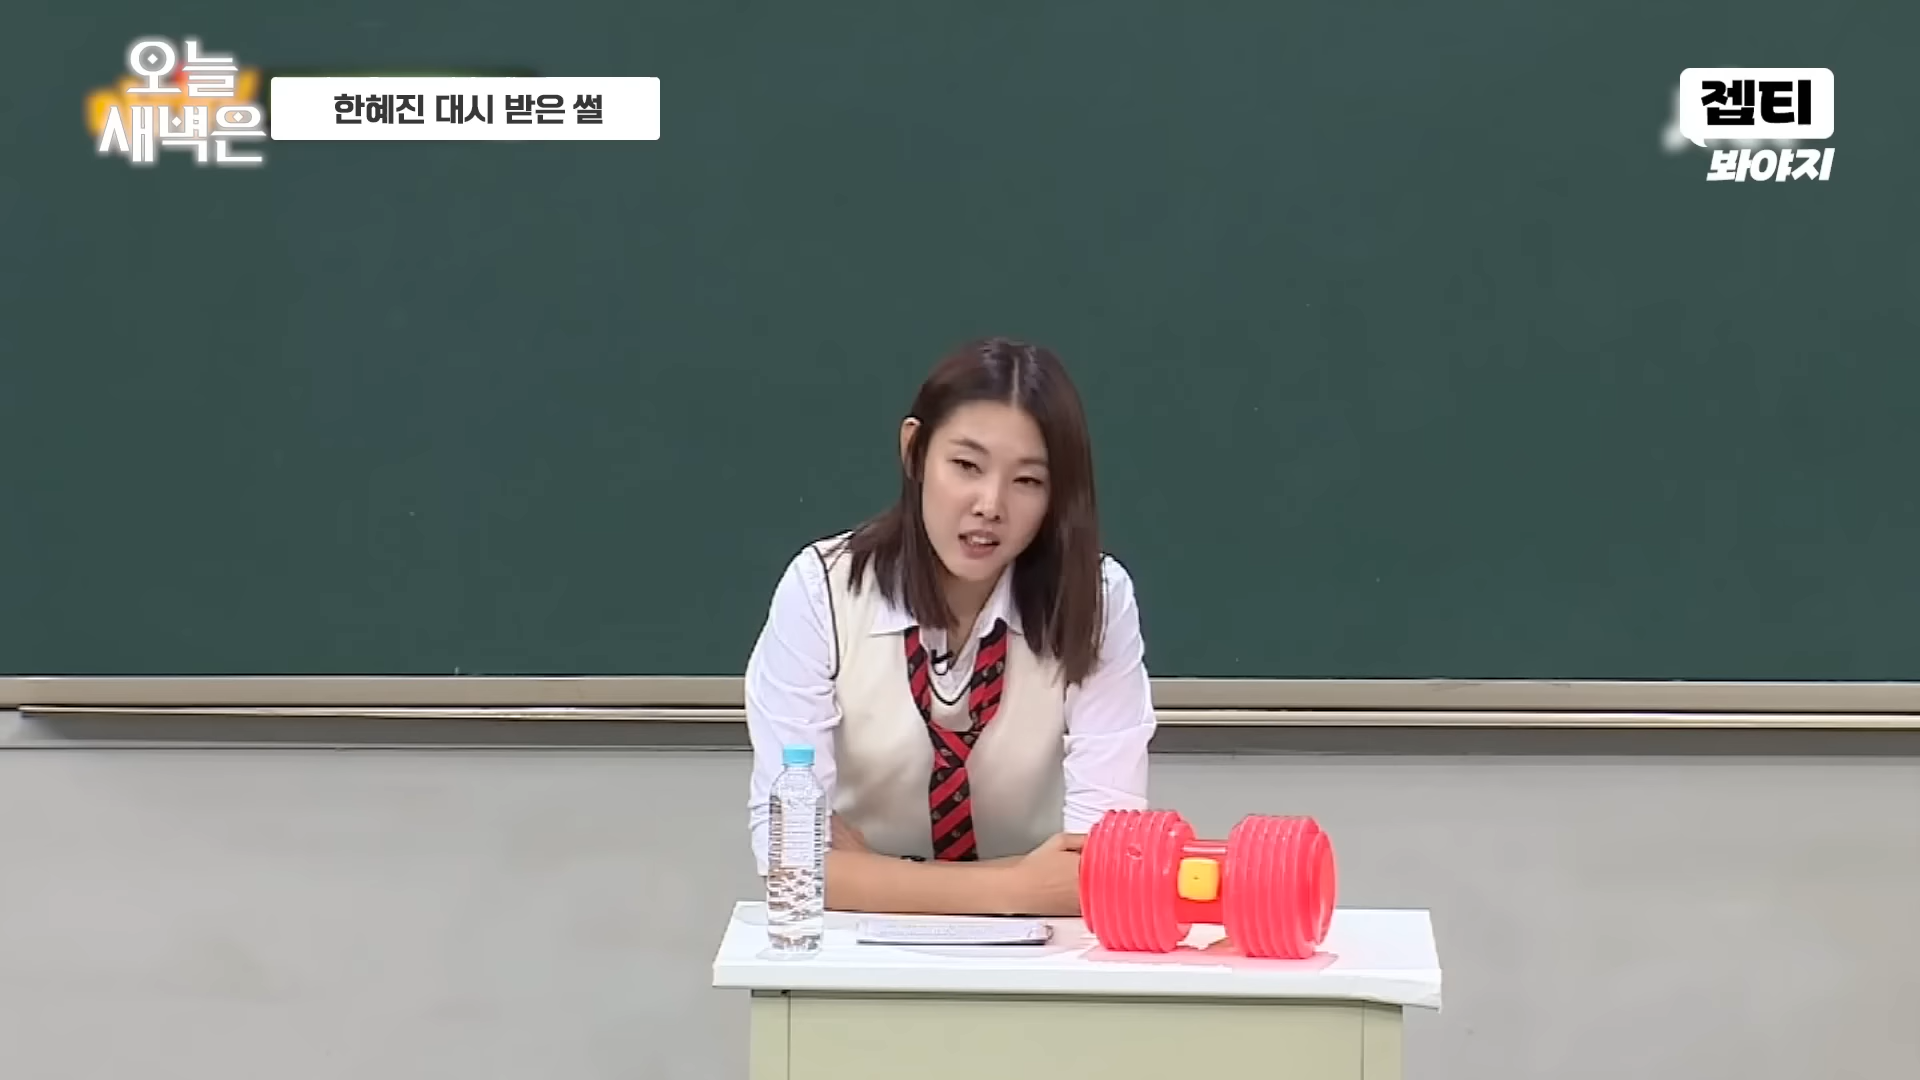 오늘
새벽은
한혜진 대시 받은 썰
젭티
봐야지